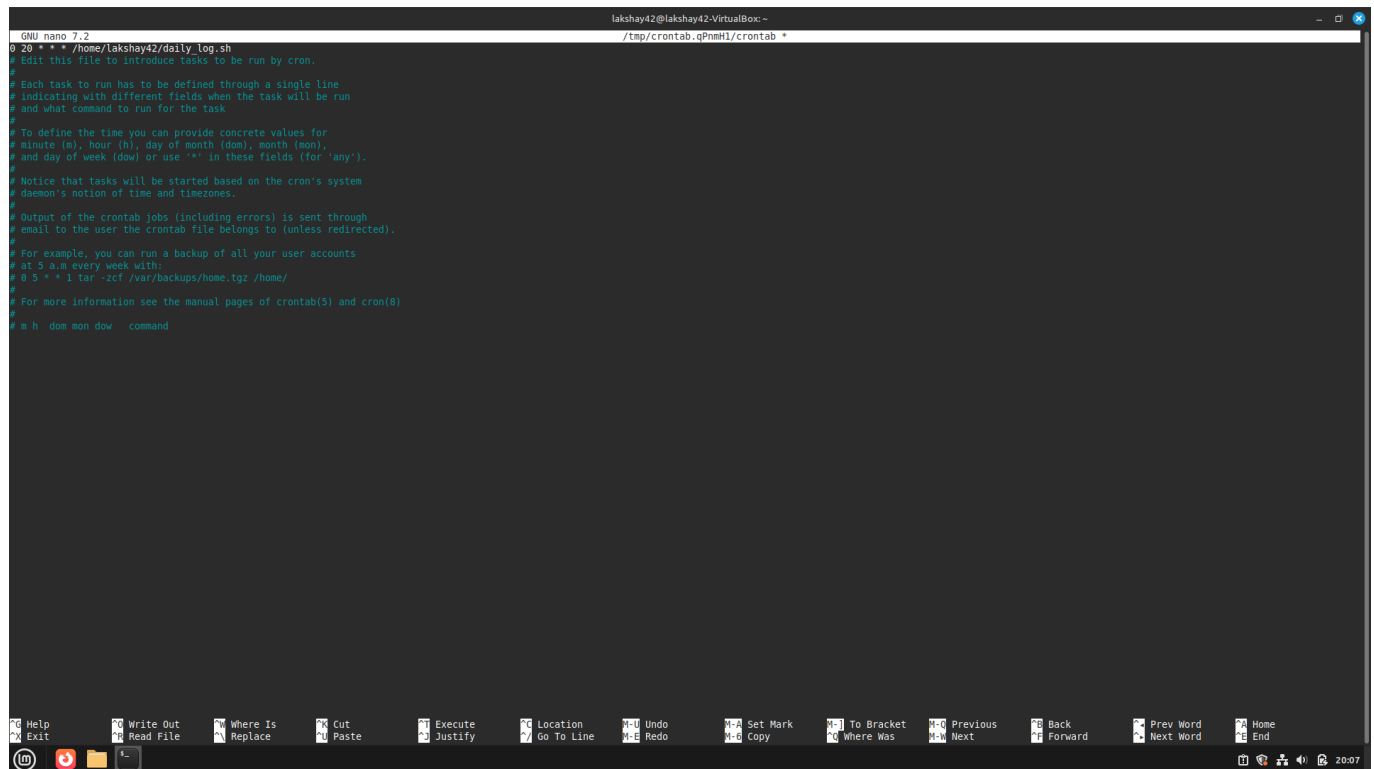 lakshay42@lakshay42-VirtualBox: ~
GNU nano 7.2 /tmp/crontab.qPnmH1/crontab *
0 20 * * * /home/lakshay42/daily_log.sh
# Edit this file to introduce tasks to be run by cron.
#
# Each task to run has to be defined through a single line
# indicating with different fields when the task will be run
# and what command to run for the task
#
# To define the time you can provide concrete values for
# minute (m), hour (h), day of month (dom), month (mon),
# and day of week (dow) or use '*' in these fields (for 'any').
#
# Notice that tasks will be started based on the cron's system
# daemon's notion of time and timezones.
#
# Output of the crontab jobs (including errors) is sent through
# email to the user the crontab file belongs to (unless redirected).
#
# For example, you can run a backup of all your user accounts
# at 5 a.m every week with:
# 0 5 * * 1 tar -zcf /var/backups/home.tgz /home/
#
# For more information see the manual pages of crontab(5) and cron(8)
#
# m h  dom mon dow   command
^G Help ^O Write Out ^W Where Is ^K Cut ^T Execute ^C Location M-U Undo M-A Set Mark M-] To Bracket M-Q Previous ^B Back ^◂ Prev Word ^A Home
^X Exit ^R Read File ^\ Replace ^U Paste ^J Justify ^/ Go To Line M-E Redo M-6 Copy ^Q Where Was M-W Next ^F Forward ^▸ Next Word ^E End
20:07